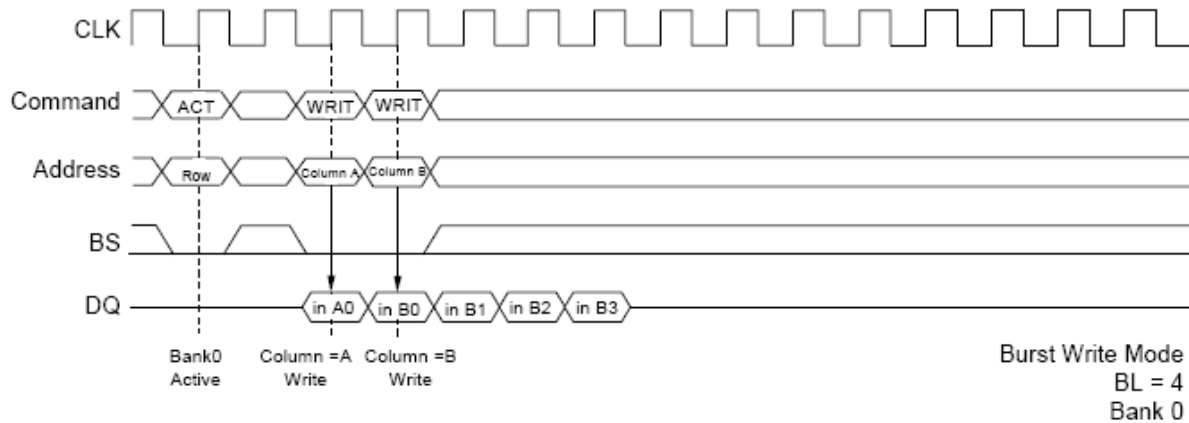 CLK
Command ACT WRIT WRIT
Address Row Column A Column B
BS
DQ in A0 in B0 in B1 in B2 in B3
Bank0 Column =A Column =B
Active Write Write
Burst Write Mode
BL = 4
Bank 0